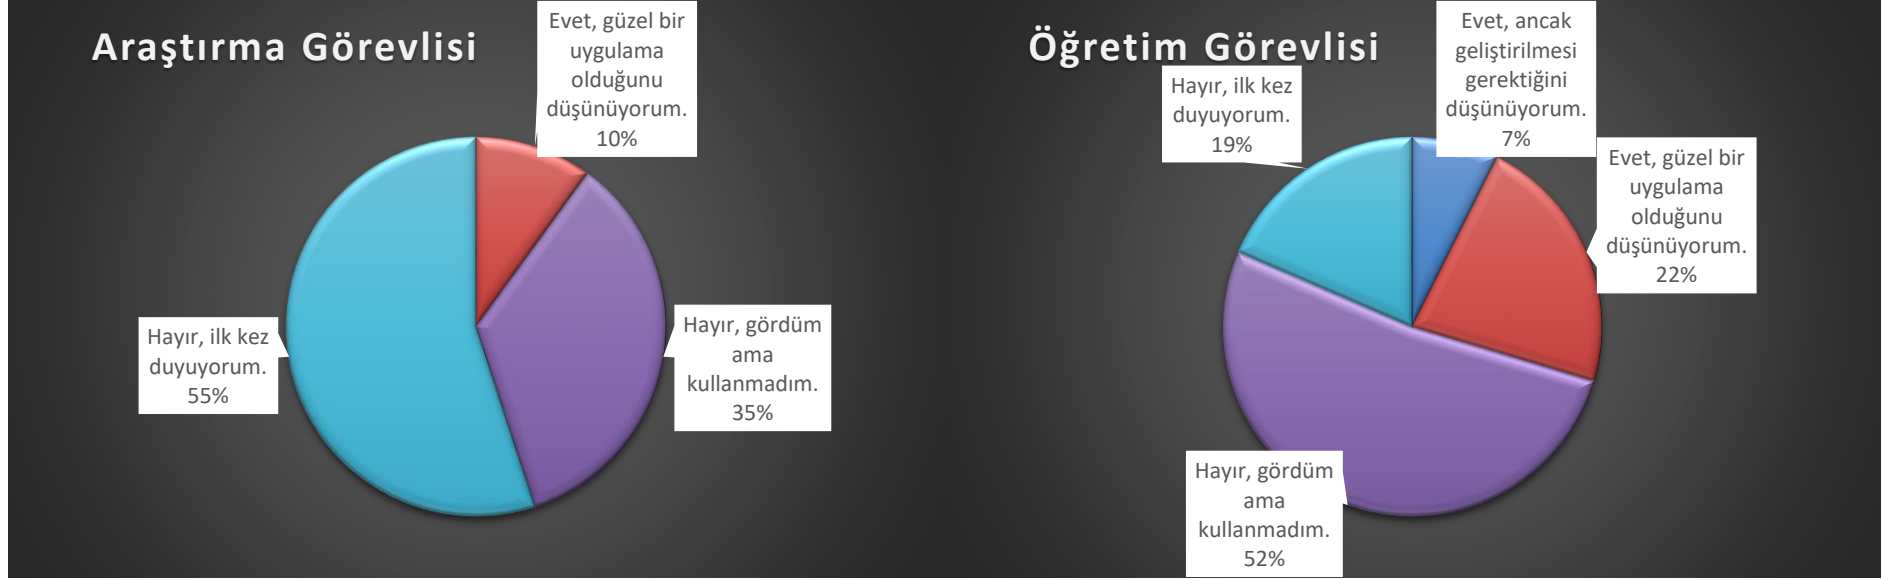 Araştırma Görevlisi
Evet, güzel bir
uygulama
olduğunu
düşünüyorum.
10%
Hayır, gördüm
ama
kullanmadım.
35%
Hayır, ilk kez
duyuyorum.
55%
Öğretim Görevlisi
Evet, ancak
geliştirilmesi
gerektiğini
düşünüyorum.
7%
Evet, güzel bir
uygulama
olduğunu
düşünüyorum.
22%
Hayır, gördüm
ama
kullanmadım.
52%
Hayır, ilk kez
duyuyorum.
19%